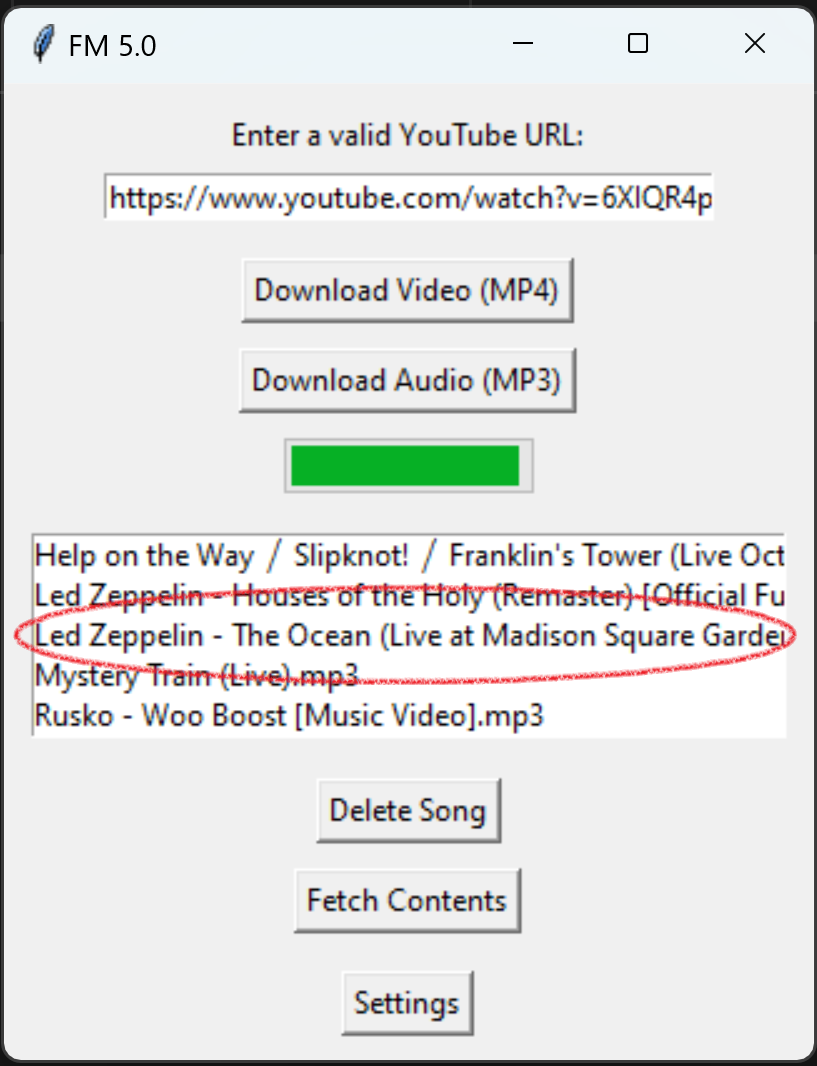 FM 5.0
Enter a valid YouTube URL:
https://www.youtube.com/watch?v=6XIQR4p
Download Video (MP4)
Download Audio (MP3)
Help on the Way / Slipknot! / Franklin's Tower (Live Oct
Led Zeppelin - Houses of the Holy (Remaster) [Official Fu
Led Zeppelin - The Ocean (Live at Madison Square Garden
Mystery Train (Live).mp3
Rusko - Woo Boost [Music Video].mp3
Delete Song
Fetch Contents
Settings